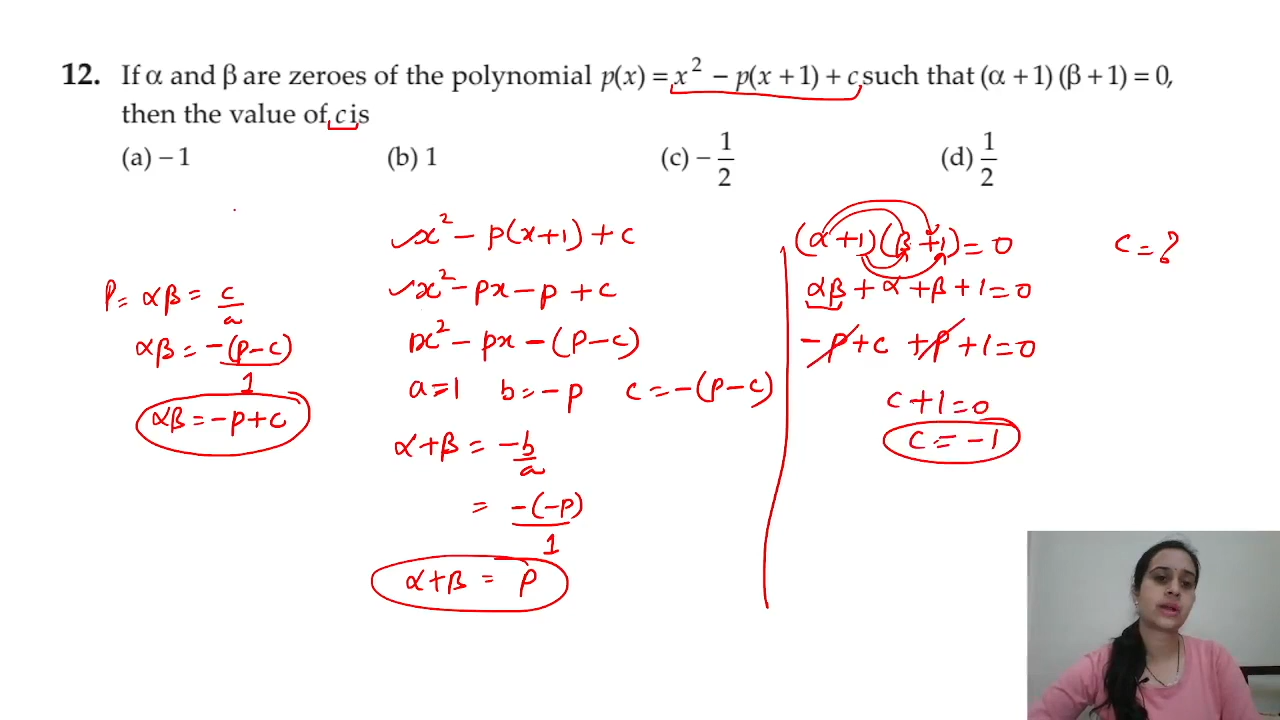 12. If α and β are zeroes of the polynomial p(x) = x² − p(x + 1) + c such that (α + 1) (β + 1) = 0,
then the value of c is
(a) − 1 (b) 1 (c) − 1/2 (d) 1/2
x² − p(x+1) + c
x² − px − p + c
x² − px − (p−c)
a=1 b=−p c=−(p−c)
α+β = −b/a
= −(−p)/1
α+β = p
P= αβ = c/a
αβ = −(p−c)/1
αβ = −p+c
(α+1)(β+1)=0
αβ + α + β + 1=0
−p+c +p+1=0
c+1=0
c=−1
c=?